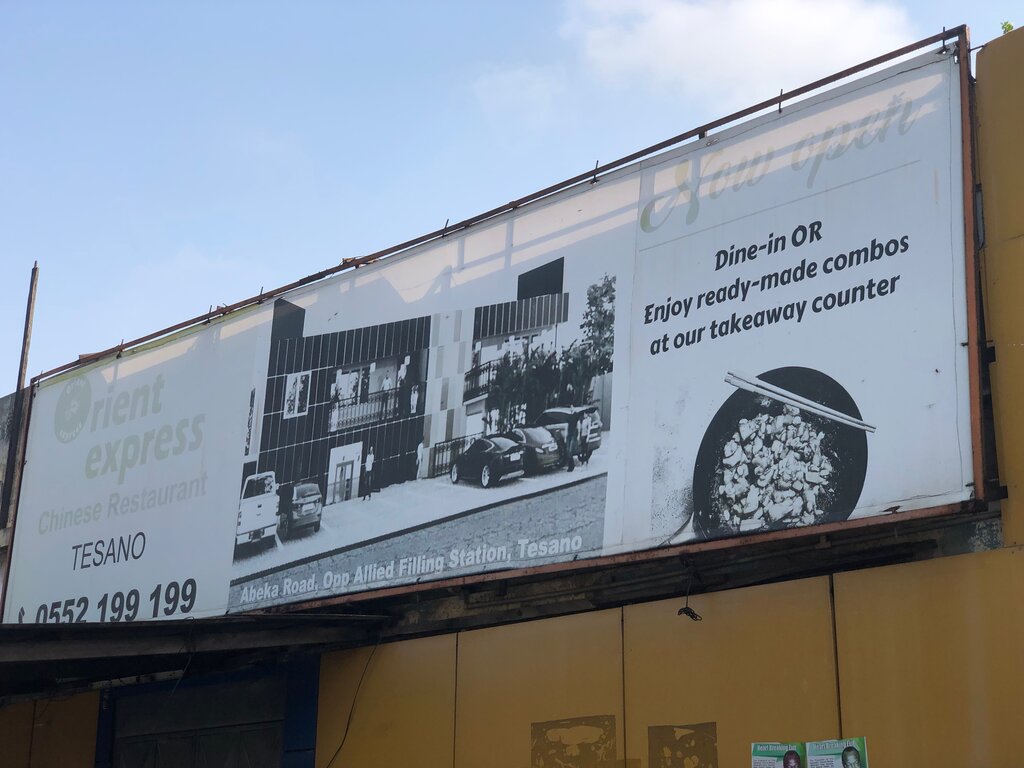 Orient
express
Chinese Restaurant
TESANO
0552 199 199
Abeka Road, Opp Allied Filling Station, Tesano
Now open
Dine-in OR
Enjoy ready-made combos
at our takeaway counter